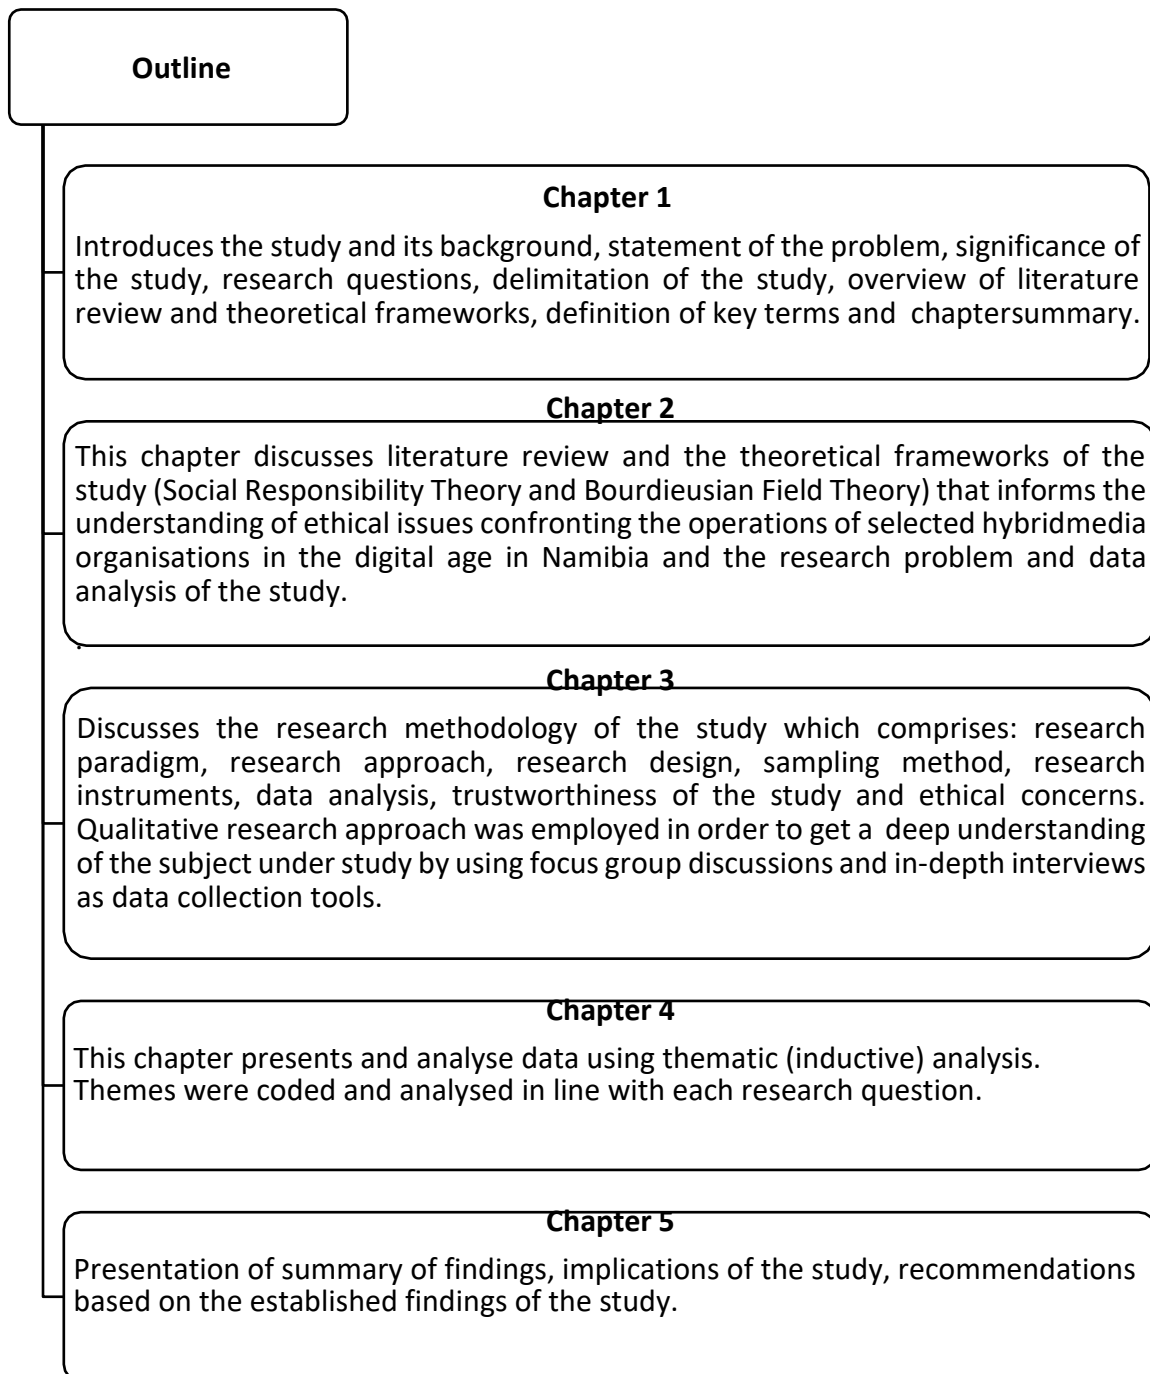 Outline
Chapter 1
Introduces the study and its background, statement of the problem, significance of
the study, research questions, delimitation of the study, overview of literature
review and theoretical frameworks, definition of key terms and chaptersummary.
Chapter 2
This chapter discusses literature review and the theoretical frameworks of the
study (Social Responsibility Theory and Bourdieusian Field Theory) that informs the
understanding of ethical issues confronting the operations of selected hybridmedia
organisations in the digital age in Namibia and the research problem and data
analysis of the study.
.
Chapter 3
Discusses the research methodology of the study which comprises: research
paradigm, research approach, research design, sampling method, research
instruments, data analysis, trustworthiness of the study and ethical concerns.
Qualitative research approach was employed in order to get a deep understanding
of the subject under study by using focus group discussions and in-depth interviews
as data collection tools.
Chapter 4
This chapter presents and analyse data using thematic (inductive) analysis.
Themes were coded and analysed in line with each research question.
Chapter 5
Presentation of summary of findings, implications of the study, recommendations
based on the established findings of the study.